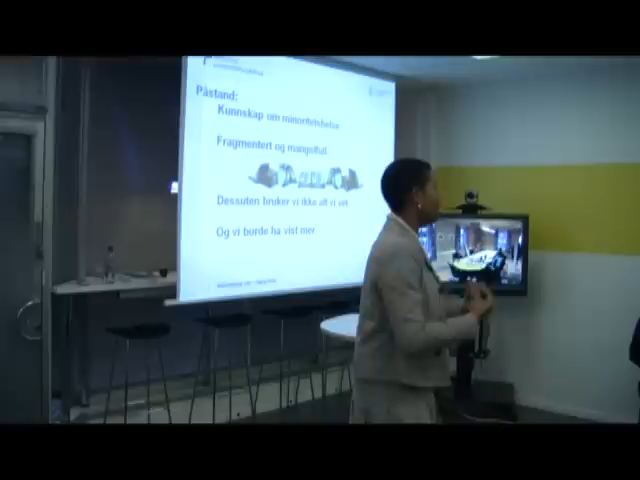 Påstand:
Kunnskap om minoritetshelse
Fragmentert og mangelfull
Dessuten bruker vi ikke alt vi vet
Og vi burde ha visst mer